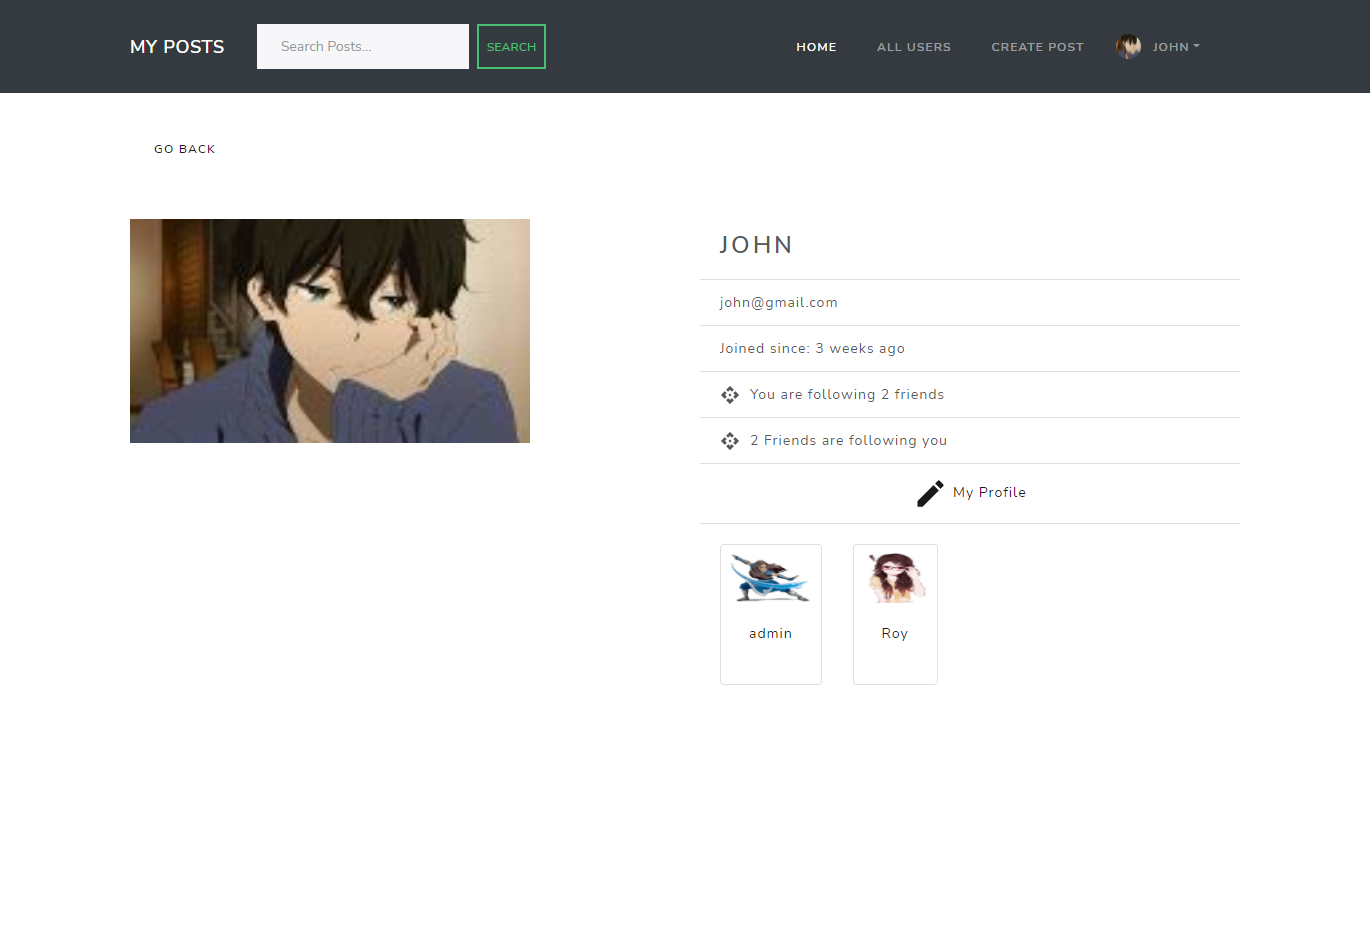 MY POSTS
Search Posts...
SEARCH
HOME
ALL USERS
CREATE POST
JOHN
GO BACK
JOHN
john@gmail.com
Joined since: 3 weeks ago
You are following 2 friends
2 Friends are following you
My Profile
admin
Roy